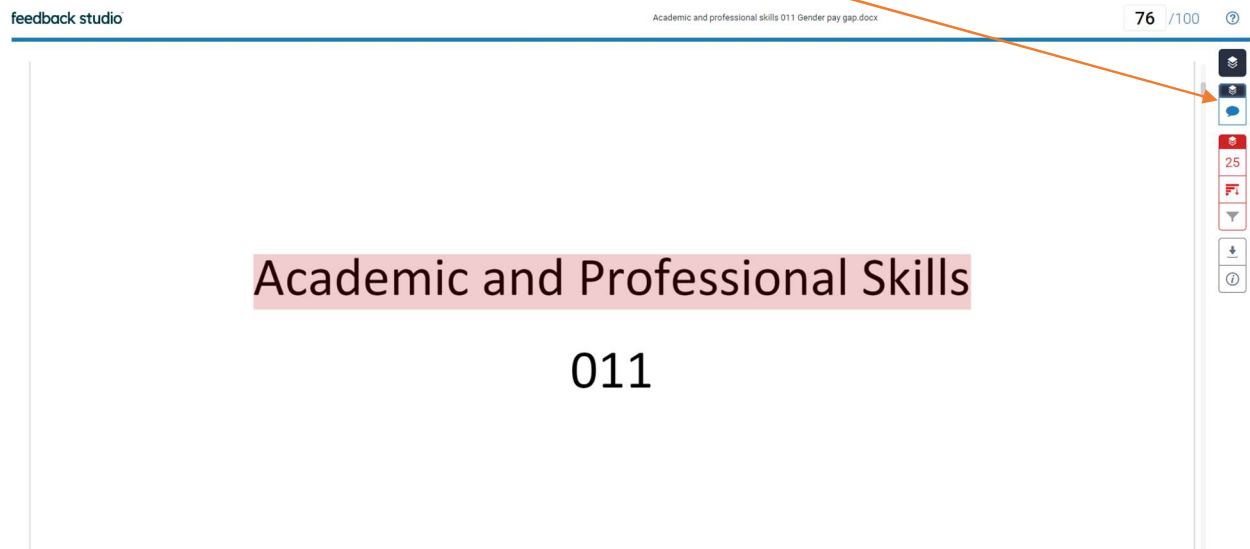 feedback studio
Academic and professional skills 011 Gender pay gap.docx
76 /100
25
Academic and Professional Skills
011